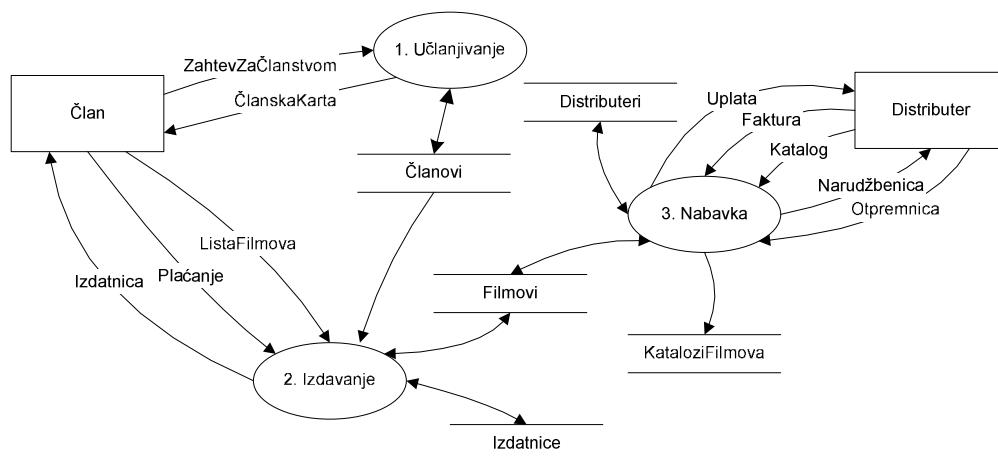 1. Učlanjivanje
ZahtevZaČlanstvom
ČlanskaKarta
Član
Distributeri
Uplata
Faktura
Katalog
Distributer
Članovi
Narudžbenica
3. Nabavka
Otpremnica
ListaFilmova
Plaćanje
Izdatnica
Filmovi
KataloziFilmova
2. Izdavanje
Izdatnice